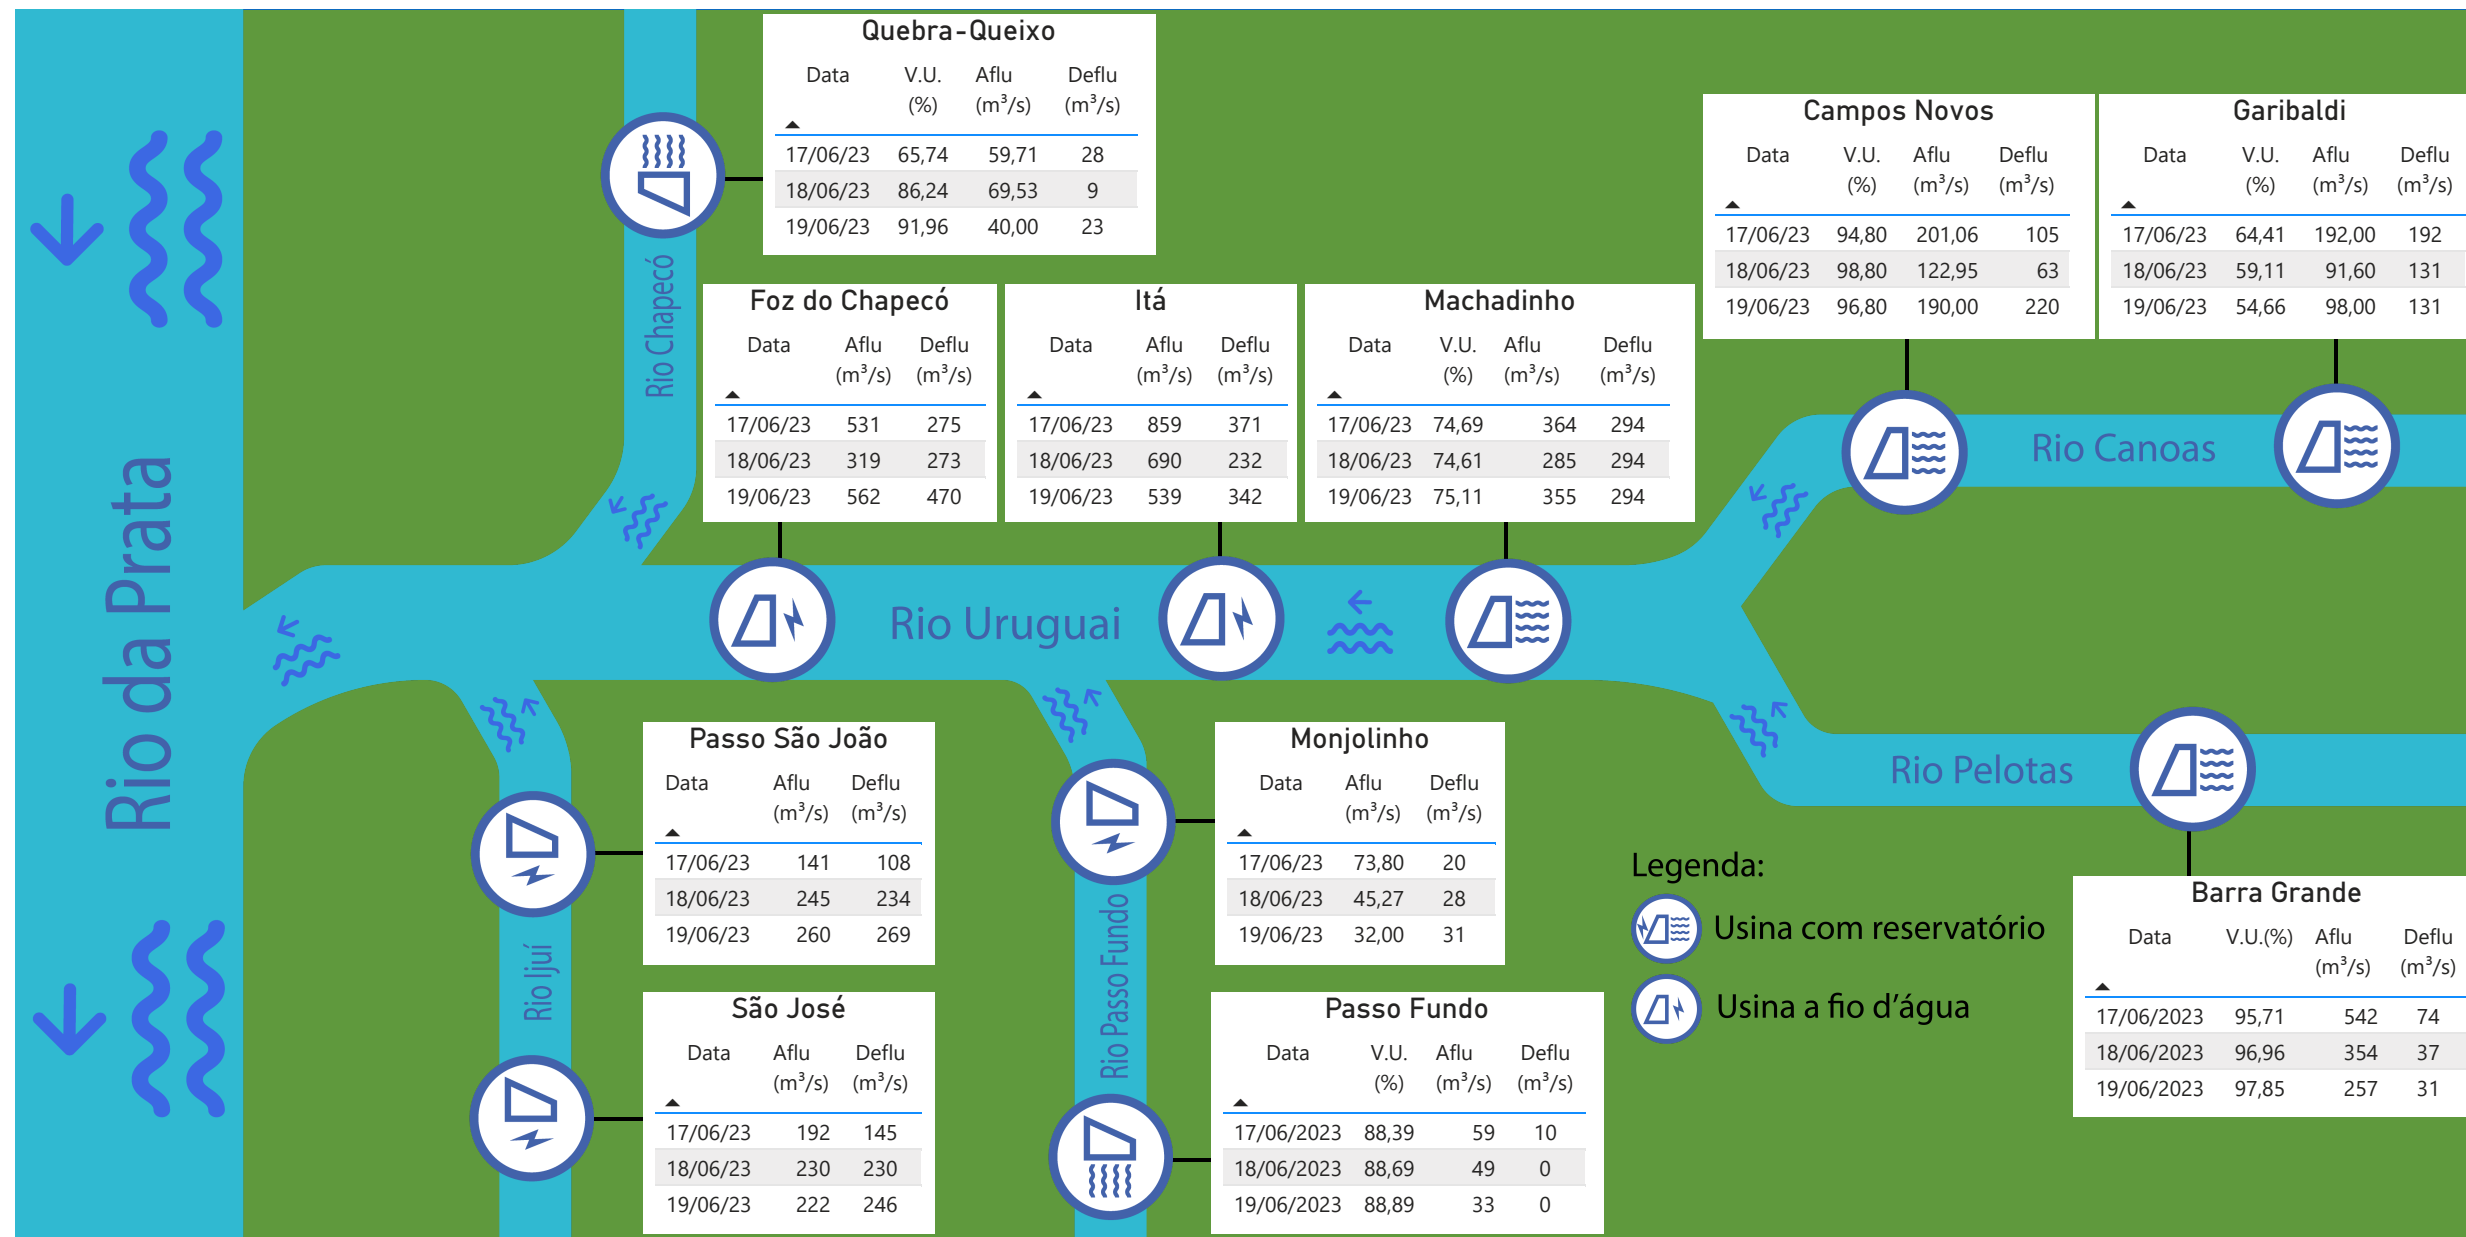 Quebra-Queixo
Data V.U. (%) Aflu (m³/s) Deflu (m³/s)
17/06/23 65,74 59,71 28
18/06/23 86,24 69,53 9
19/06/23 91,96 40,00 23
Campos Novos
Data V.U. (%) Aflu (m³/s) Deflu (m³/s)
17/06/23 94,80 201,06 105
18/06/23 98,80 122,95 63
19/06/23 96,80 190,00 220
Garibaldi
Data V.U. (%) Aflu (m³/s) Deflu (m³/s)
17/06/23 64,41 192,00 192
18/06/23 59,11 91,60 131
19/06/23 54,66 98,00 131
Rio Chapecó
Foz do Chapecó
Data Aflu (m³/s) Deflu (m³/s)
17/06/23 531 275
18/06/23 319 273
19/06/23 562 470
Itá
Data Aflu (m³/s) Deflu (m³/s)
17/06/23 859 371
18/06/23 690 232
19/06/23 539 342
Machadinho
Data V.U. (%) Aflu (m³/s) Deflu (m³/s)
17/06/23 74,69 364 294
18/06/23 74,61 285 294
19/06/23 75,11 355 294
Rio Canoas
Rio da Prata
Rio Uruguai
Rio Pelotas
Passo São João
Data Aflu (m³/s) Deflu (m³/s)
17/06/23 141 108
18/06/23 245 234
19/06/23 260 269
Monjolinho
Data Aflu (m³/s) Deflu (m³/s)
17/06/23 73,80 20
18/06/23 45,27 28
19/06/23 32,00 31
Rio Ijuí
Rio Passo Fundo
Legenda:
Usina com reservatório
Usina a fio d'água
Barra Grande
Data V.U.(%) Aflu (m³/s) Deflu (m³/s)
17/06/2023 95,71 542 74
18/06/2023 96,96 354 37
19/06/2023 97,85 257 31
São José
Data Aflu (m³/s) Deflu (m³/s)
17/06/23 192 145
18/06/23 230 230
19/06/23 222 246
Passo Fundo
Data V.U. (%) Aflu (m³/s) Deflu (m³/s)
17/06/2023 88,39 59 10
18/06/2023 88,69 49 0
19/06/2023 88,89 33 0